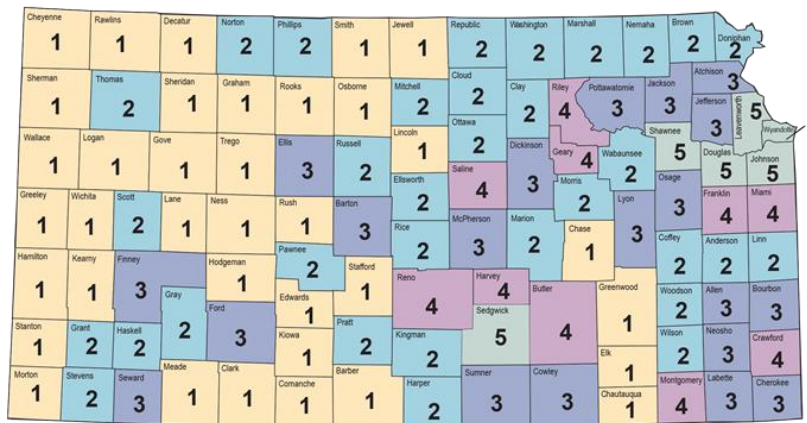 Cheyenne
1
Rawlins
1
Decatur
1
Norton
2
Phillips
2
Smith
1
Jewell
1
Republic
2
Washington
2
Marshall
2
Nemaha
2
Brown
2
Doniphan
2
Sherman
1
Thomas
2
Sheridan
1
Graham
1
Rooks
1
Osborne
1
Mitchell
2
Cloud
2
Clay
2
Riley
4
Pottawatomie
3
Jackson
3
Atchison
3
Jefferson
3
Leavenworth
5
Wyandotte
Wallace
1
Logan
1
Gove
1
Trego
1
Ellis
3
Russell
2
Lincoln
1
Ottawa
2
Saline
4
Dickinson
3
Geary
4
Wabaunsee
2
Shawnee
5
Douglas
5
Johnson
5
Ellsworth
2
Morris
2
Osage
3
Franklin
4
Miami
4
Greeley
1
Wichita
1
Scott
2
Lane
1
Ness
1
Rush
1
Barton
3
Rice
2
McPherson
3
Marion
2
Chase
1
Lyon
3
Coffey
2
Anderson
2
Linn
2
Hamilton
1
Kearny
1
Finney
3
Hodgeman
1
Pawnee
2
Stafford
1
Edwards
1
Gray
2
Ford
3
Reno
4
Harvey
4
Sedgwick
5
Butler
4
Greenwood
1
Woodson
2
Allen
3
Bourbon
3
Stanton
1
Grant
2
Haskell
2
Kiowa
1
Pratt
2
Kingman
2
Elk
1
Wilson
2
Neosho
3
Crawford
4
Morton
1
Stevens
2
Seward
3
Meade
1
Clark
1
Comanche
1
Barber
1
Harper
2
Sumner
3
Cowley
3
Chautauqua
1
Montgomery
4
Labette
3
Cherokee
3